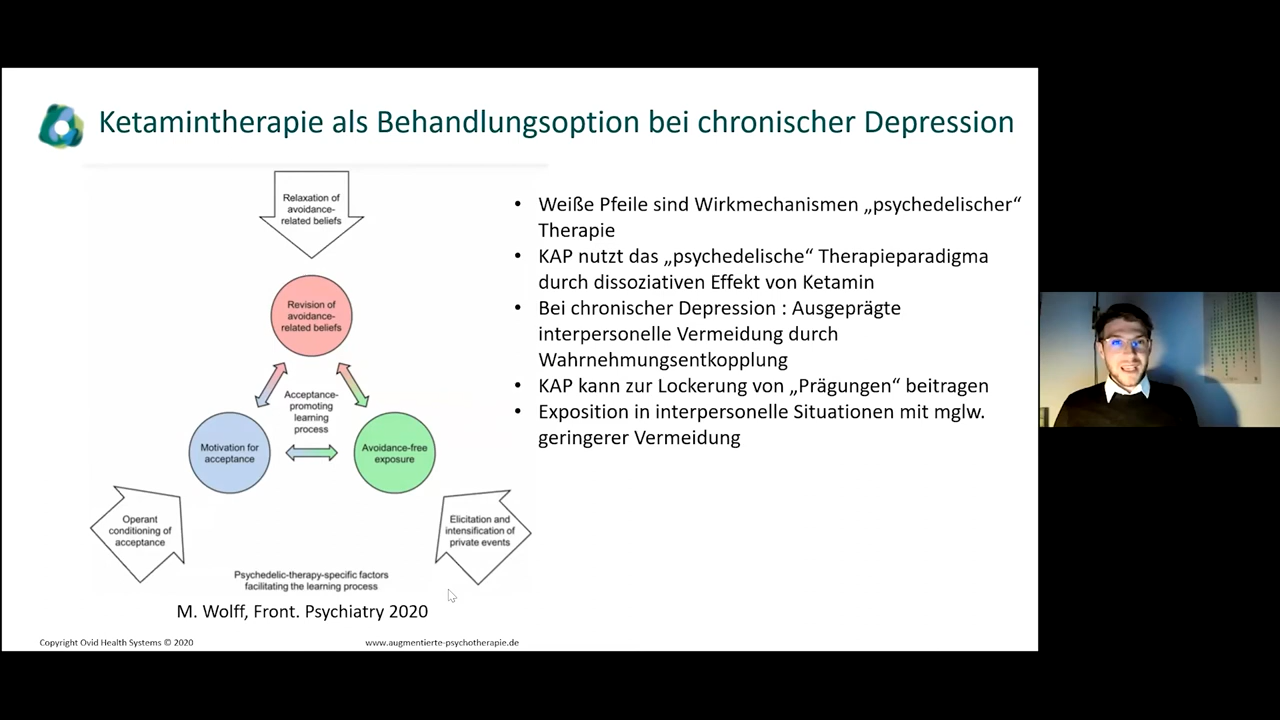 Ketamintherapie als Behandlungsoption bei chronischer Depression
Relaxation of
avoidance-
related beliefs
Revision of
avoidance-
related beliefs
Acceptance-
promoting
learning
process
Motivation for
acceptance
Avoidance-free
exposure
Operant
conditioning of
acceptance
Elicitation and
intensification of
private events
Psychedelic-therapy-specific factors
facilitating the learning process
M. Wolff, Front. Psychiatry 2020
• Weiße Pfeile sind Wirkmechanismen „psychedelischer“
Therapie
• KAP nutzt das „psychedelische“ Therapieparadigma
durch dissoziativen Effekt von Ketamin
• Bei chronischer Depression : Ausgeprägte
interpersonelle Vermeidung durch
Wahrnehmungsentkopplung
• KAP kann zur Lockerung von „Prägungen“ beitragen
• Exposition in interpersonelle Situationen mit mglw.
geringerer Vermeidung
Copyright Ovid Health Systems © 2020
www.augmentierte-psychotherapie.de